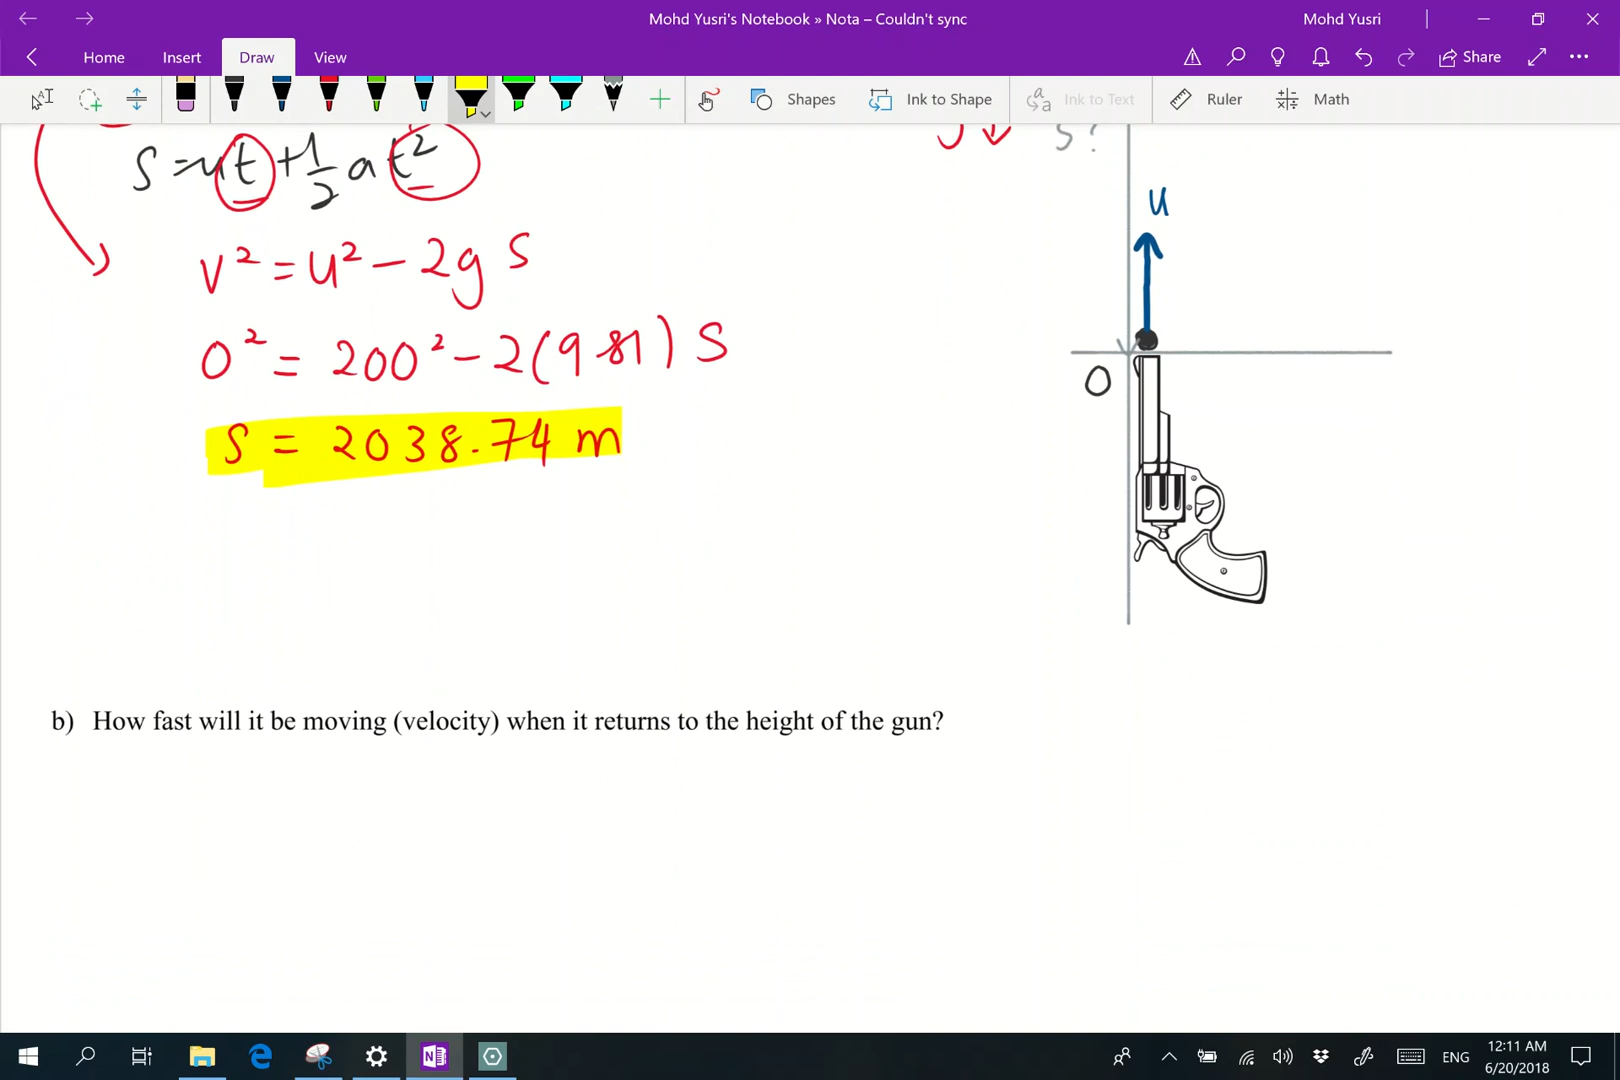 Mohd Yusri's Notebook » Nota – Couldn't sync
Mohd Yusri
Home Insert Draw View
Share
Shapes Ink to Shape Ink to Text Ruler Math
S = ut + 1/2 at²
S?
v² = u² − 2g s
0² = 200² − 2(9.81) S
S = 2038.74 m
u
O
b) How fast will it be moving (velocity) when it returns to the height of the gun?
ENG
12:11 AM
6/20/2018